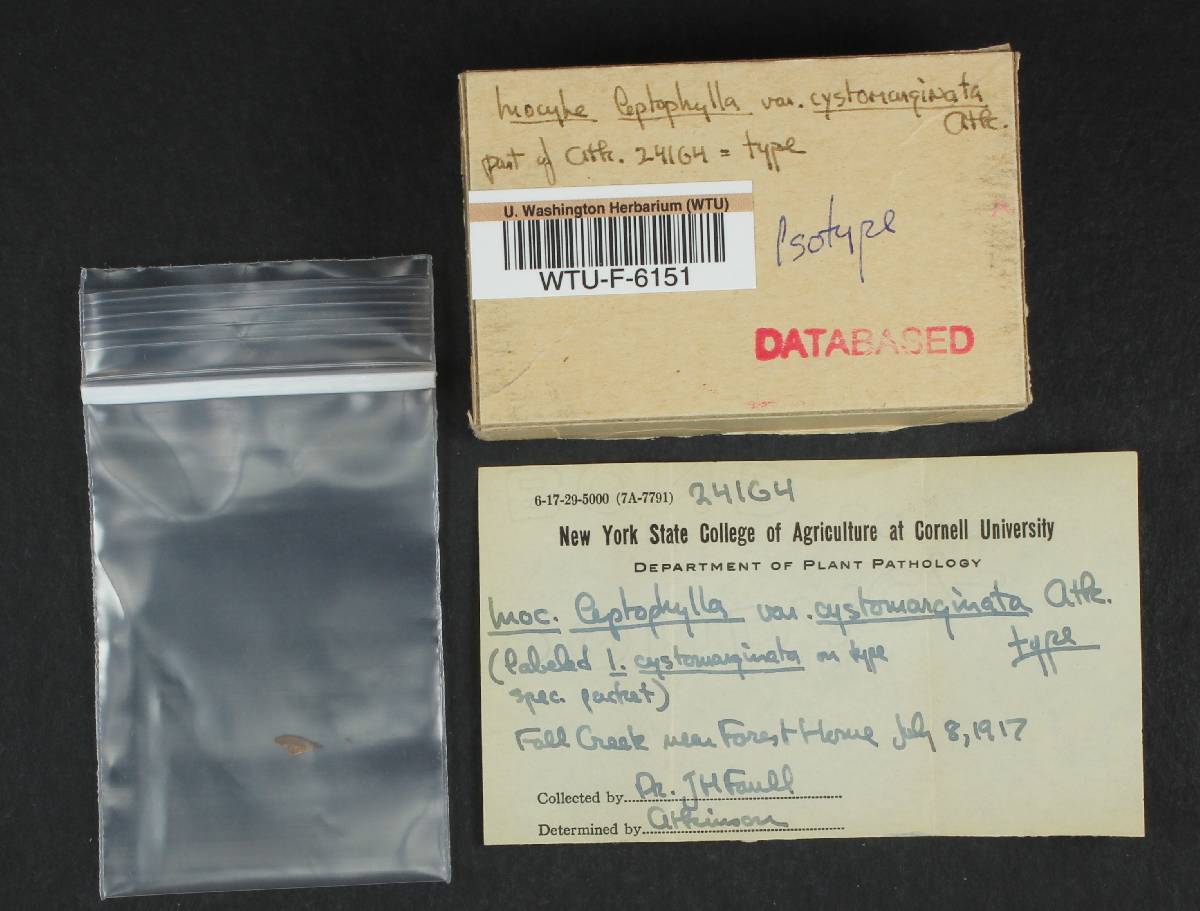 Inocybe leptophylla var. cystomarginata
Atk.
part of Atk. 24164 = type
U. Washington Herbarium (WTU)
WTU-F-6151
Isotype
DATABASED
6-17-29-5000 (7A-7791) 24164
New York State College of Agriculture at Cornell University
DEPARTMENT OF PLANT PATHOLOGY
Inoc. leptophylla var. cystomarginata Atk.
type
(labeled I. cystomarginata on type
spec. packet)
Fall Creek near Forest Home July 8, 1917
Collected by Dr. JH Faull
Determined by Atkinson